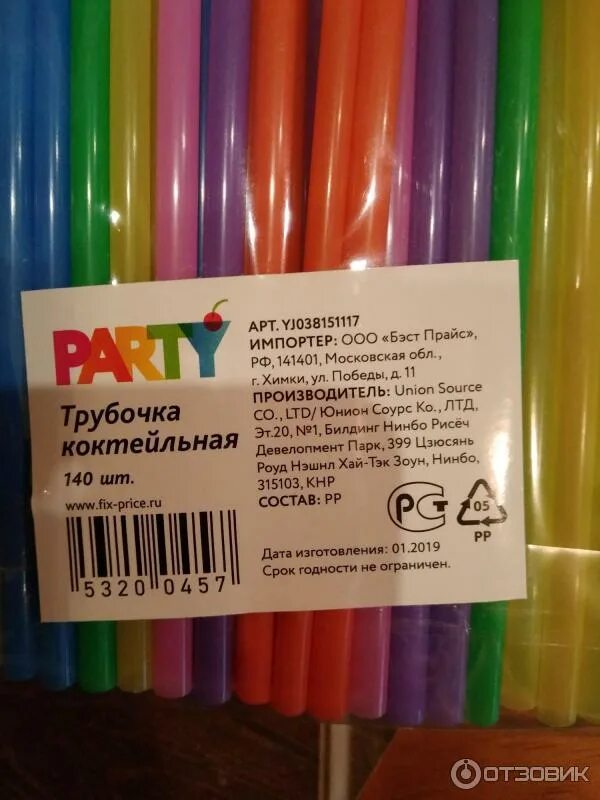 PARTY
Трубочка
коктейльная
140 шт.
www.fix-price.ru
5320 0457
АРТ. YJ038151117
ИМПОРТЕР: ООО «Бэст Прайс»,
РФ, 141401, Московская обл.,
г. Химки, ул. Победы, д. 11
ПРОИЗВОДИТЕЛЬ: Union Source
CO., LTD/ Юнион Соурс Ко., ЛТД,
Эт.20, №1, Билдинг Нинбо Рисёч
Девелопмент Парк, 399 Цзюсянь
Роуд Нэшнл Хай-Тэк Зоун, Нинбо,
315103, КНР
СОСТАВ: PP
РСТ
05
PP
Дата изготовления: 01.2019
Срок годности не ограничен.
ОТЗОВИК